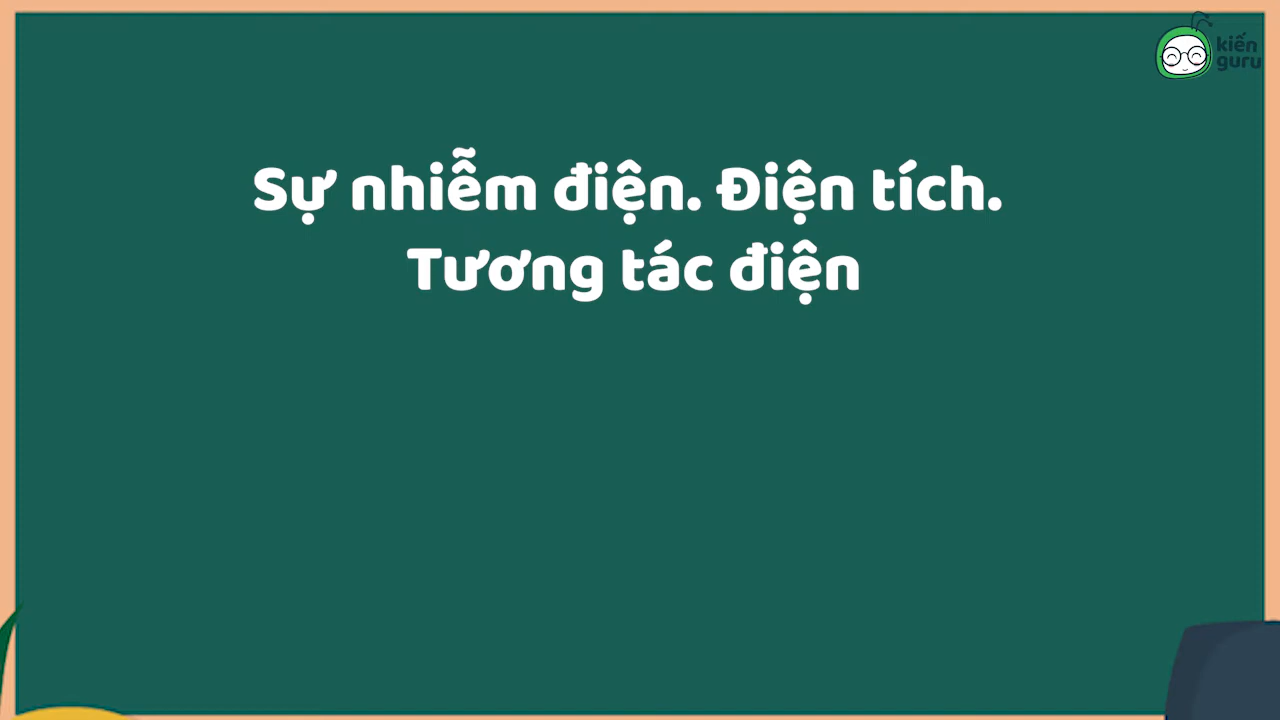 kiến
guru
Sự nhiễm điện. Điện tích.
Tương tác điện